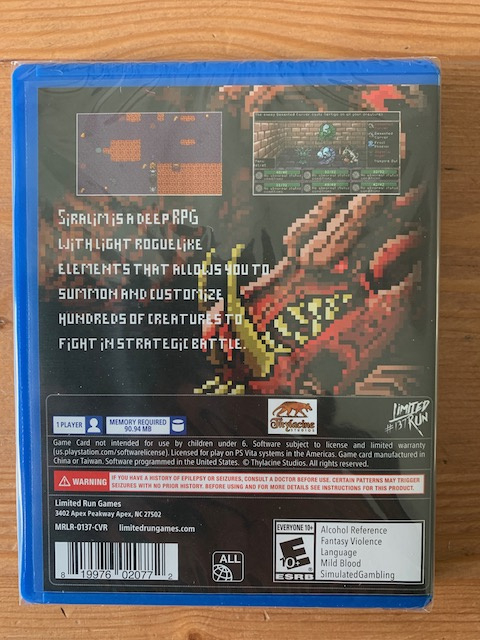 SIRALIM IS A DEEP RPG
WITH LIGHT ROGUELIKE
ELEMENTS THAT ALLOWS YOU TO
SUMMON AND CUSTOMIZE
HUNDREDS OF CREATURES TO
FIGHT IN STRATEGIC BATTLE.
1 PLAYER
MEMORY REQUIRED
90.94 MB
Thylacine
STUDIOS
LIMITED
RUN
#137
Game Card not intended for use by children under 6. Software subject to license and limited warranty
(us.playstation.com/softwarelicense). Licensed for play on PS Vita systems in the Americas. Game card manufactured in
China or Taiwan. Software programmed in the United States. © Thylacine Studios. All rights reserved.
WARNING
IF YOU HAVE A HISTORY OF EPILEPSY OR SEIZURES, CONSULT A DOCTOR BEFORE USE. CERTAIN PATTERNS MAY TRIGGER
SEIZURES WITH NO PRIOR HISTORY. BEFORE USING AND FOR MORE DETAILS SEE INSTRUCTIONS FOR THIS PRODUCT.
Limited Run Games
3402 Apex Peakway Apex, NC 27502
MRLR-0137-CVR limitedrungames.com
8 19976 02077 2
ALL
EVERYONE 10+
E
10+
ESRB
Alcohol Reference
Fantasy Violence
Language
Mild Blood
SimulatedGambling